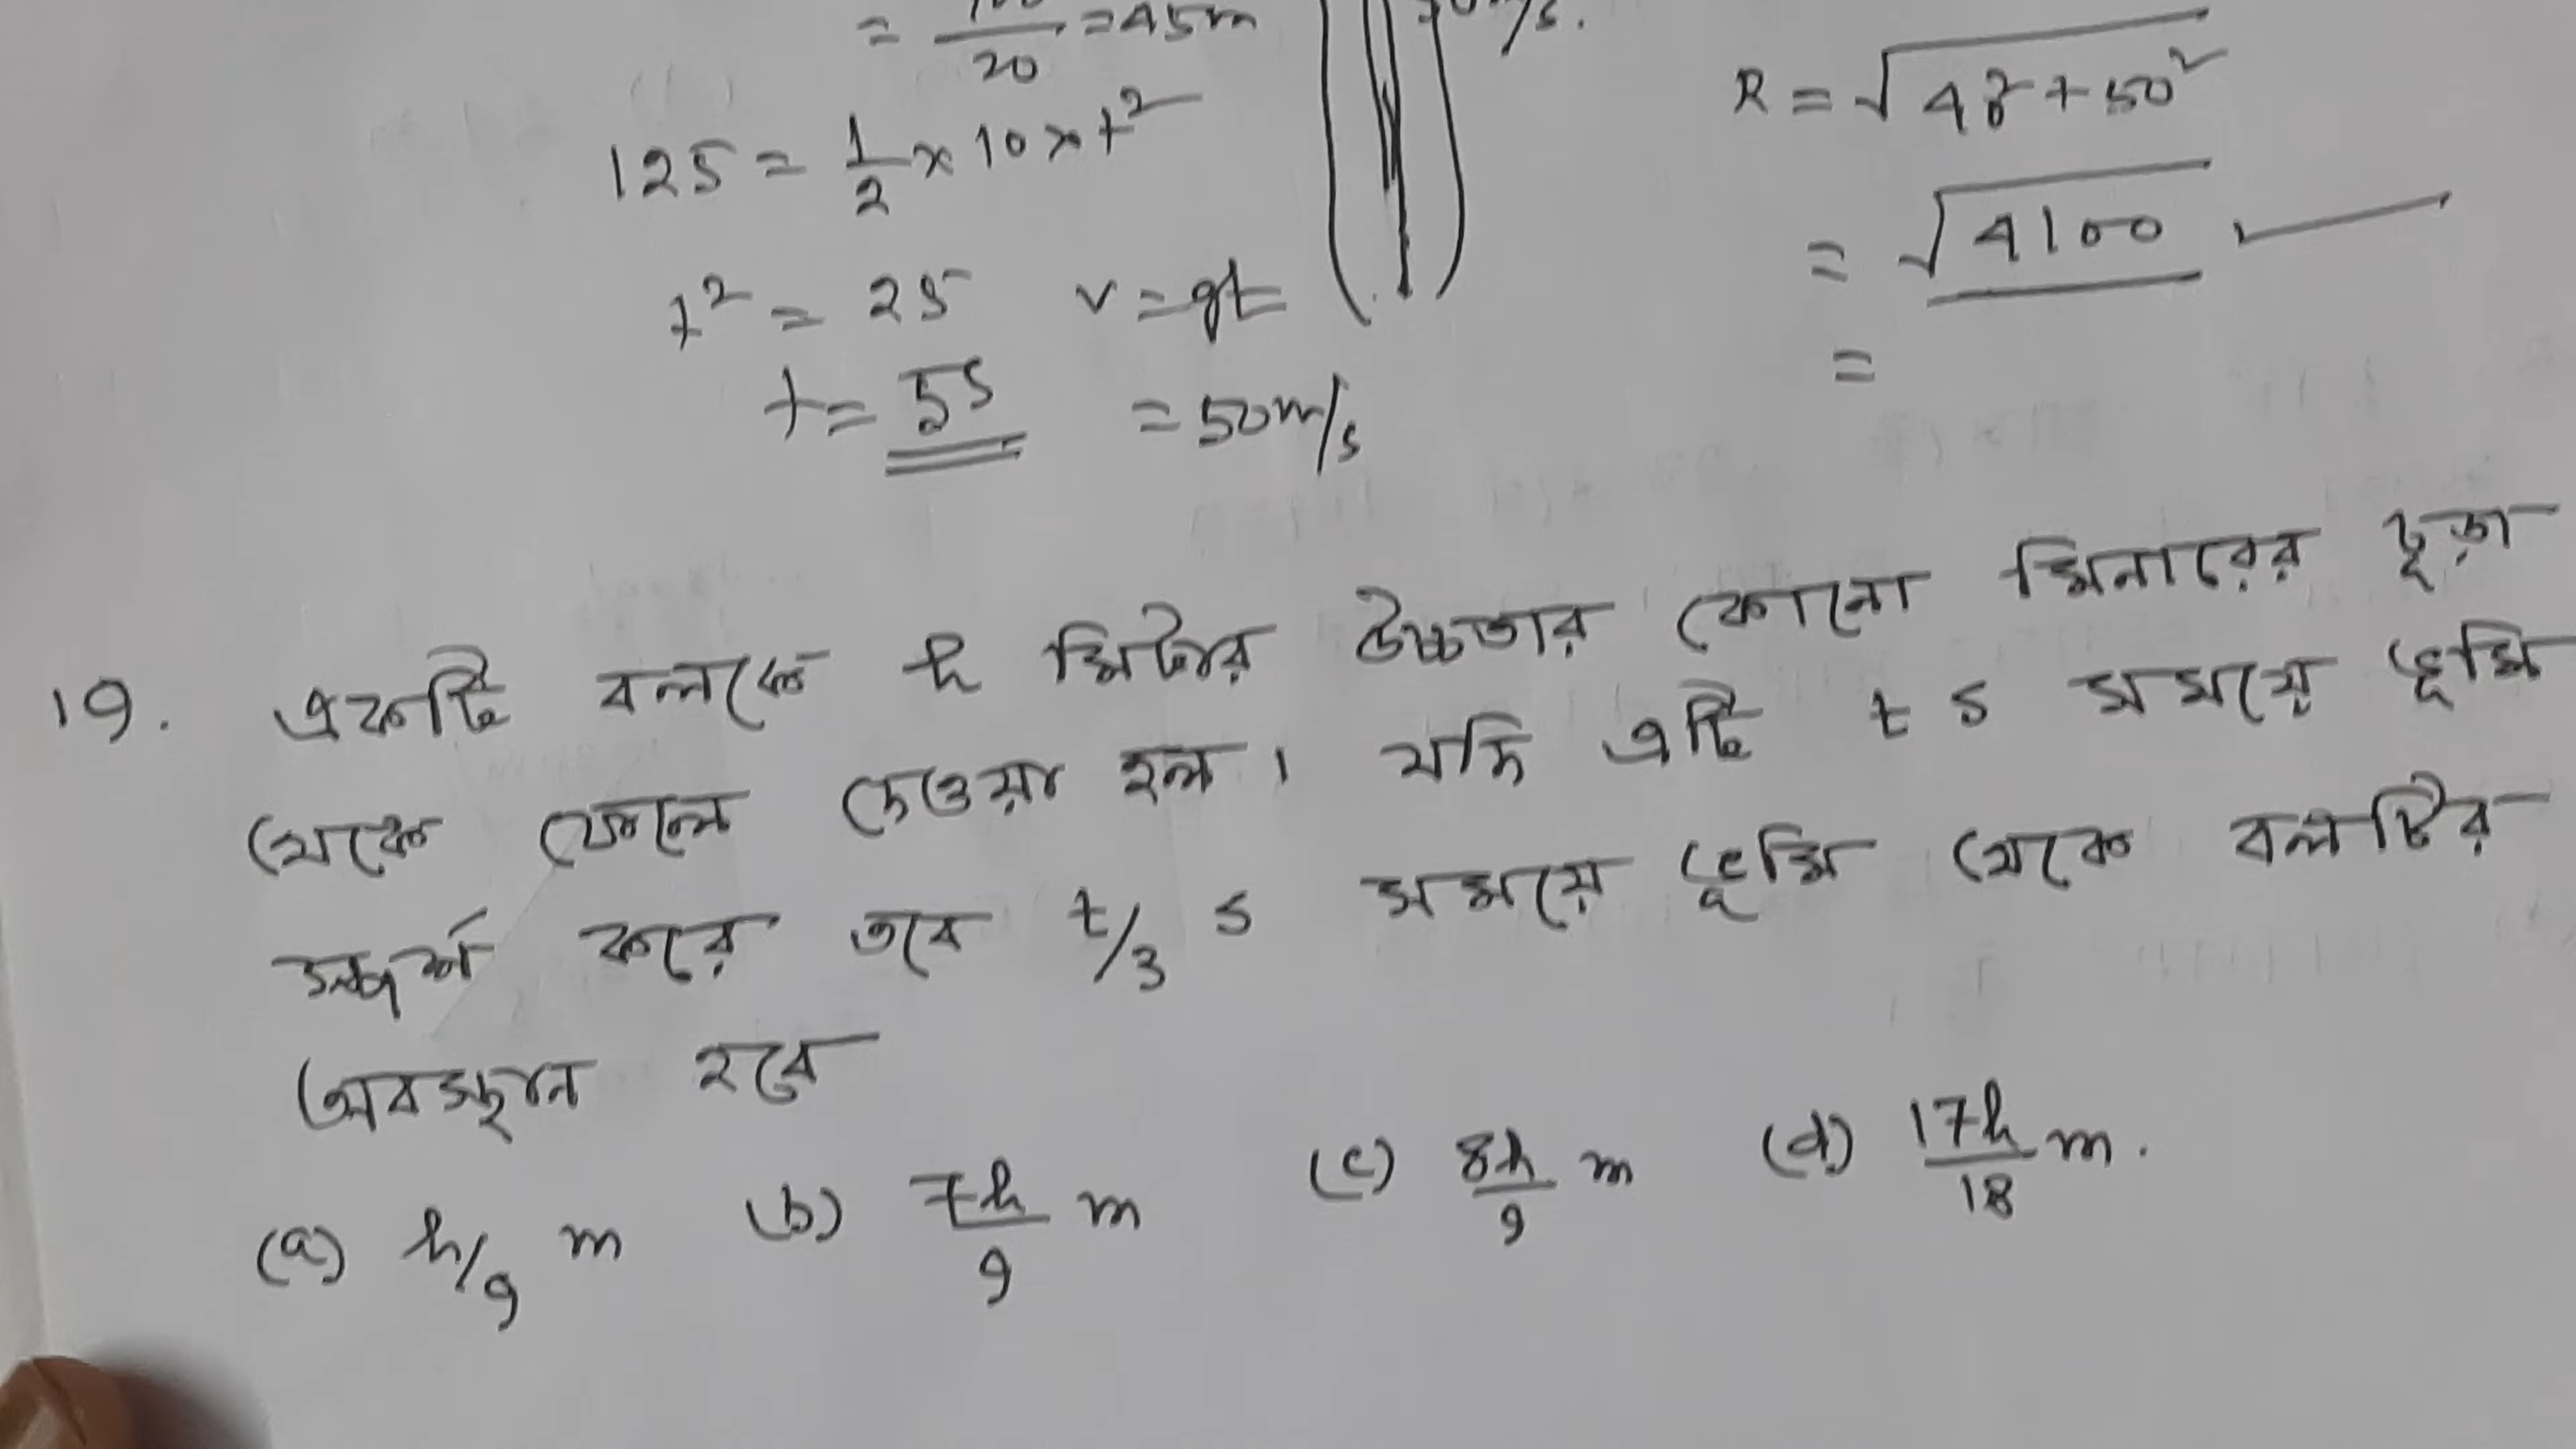 = /20 = 45m
R = √40² + 50²
125 = 1/2 × 10 × t²
= √4100
t² = 25 v = gt
=
t = 5s = 50m/s
19. একটি বলকে h মিটার উচ্চতার কোনো মিনারের চূড়া
থেকে ফেলে দেওয়া হল। যদি এটি t s সময়ে ভূমি
স্পর্শ করে তবে t/3 s সময়ে ভূমি থেকে বলটির
অবস্থান হবে
(a) h/9 m (b) 7h/9 m (c) 8h/9 m (d) 17h/18 m.